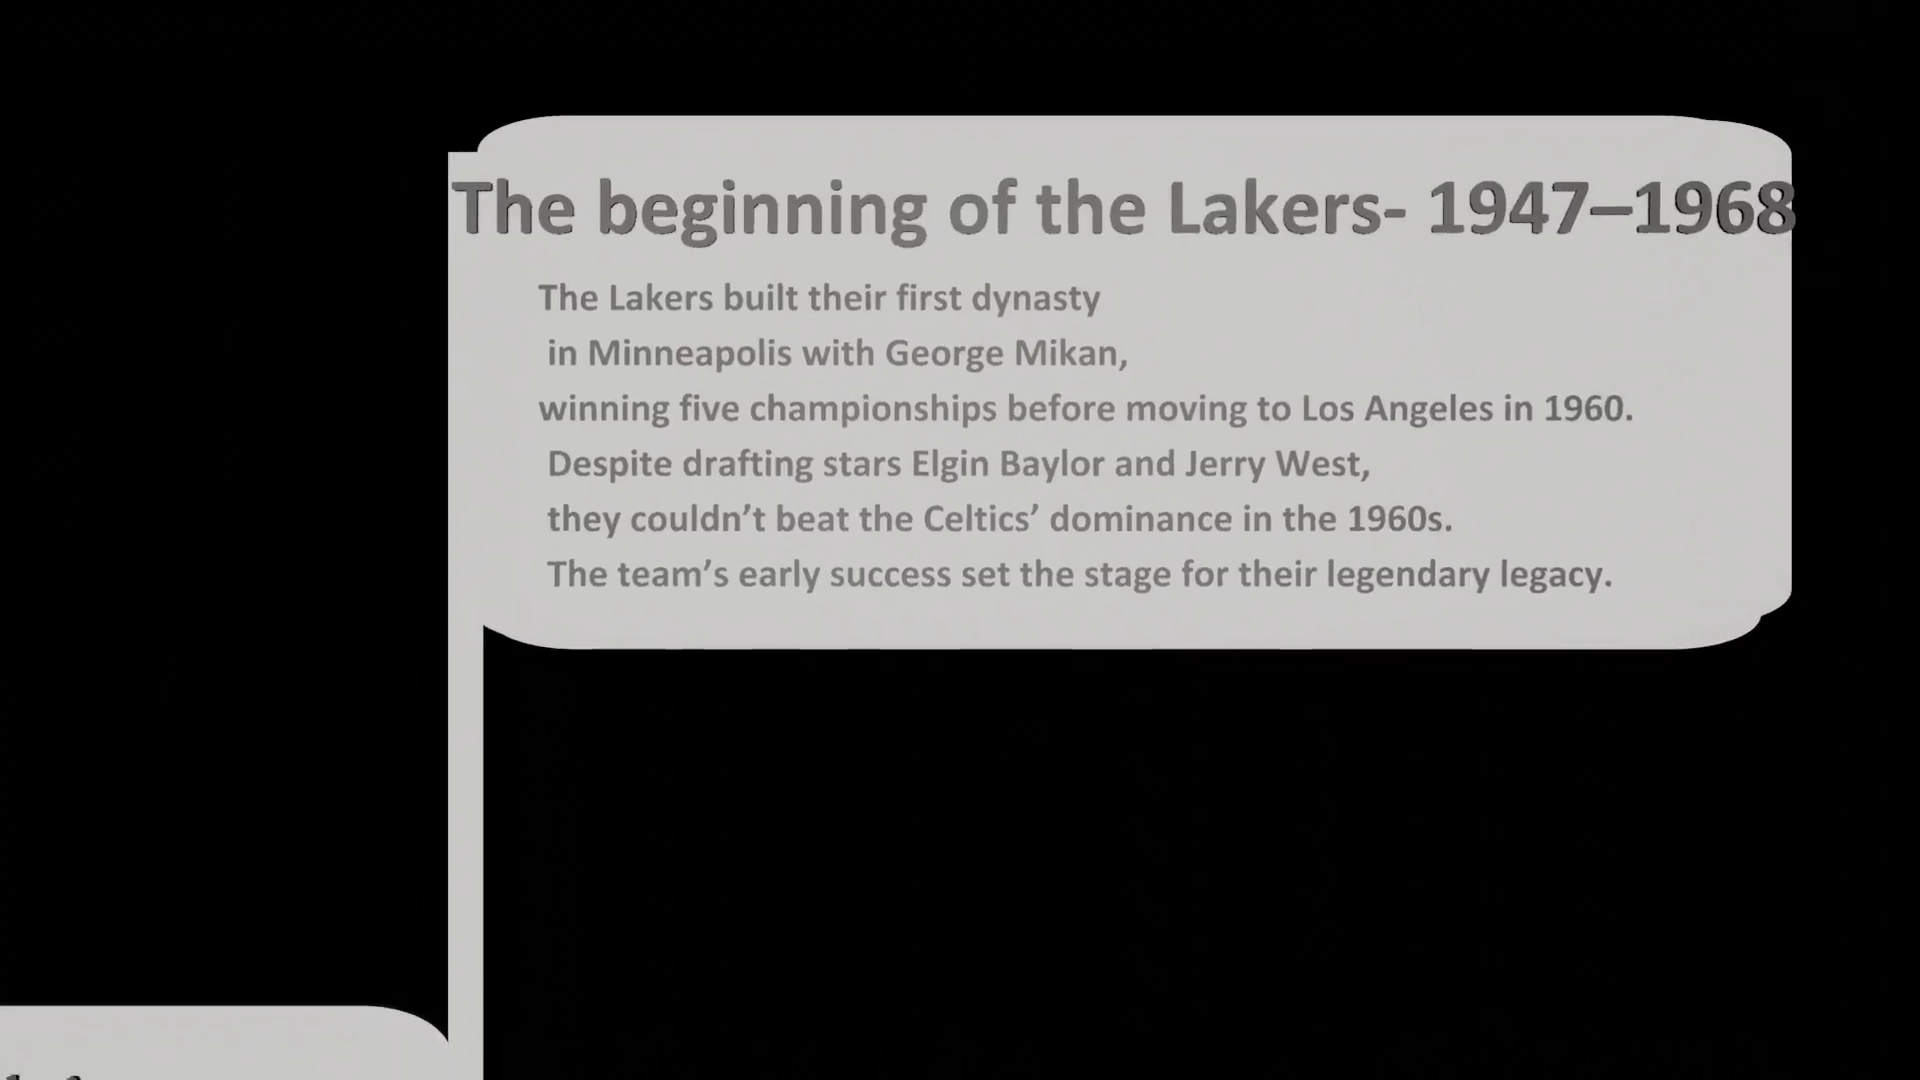 The beginning of the Lakers- 1947–1968
The Lakers built their first dynasty
in Minneapolis with George Mikan,
winning five championships before moving to Los Angeles in 1960.
Despite drafting stars Elgin Baylor and Jerry West,
they couldn’t beat the Celtics’ dominance in the 1960s.
The team’s early success set the stage for their legendary legacy.